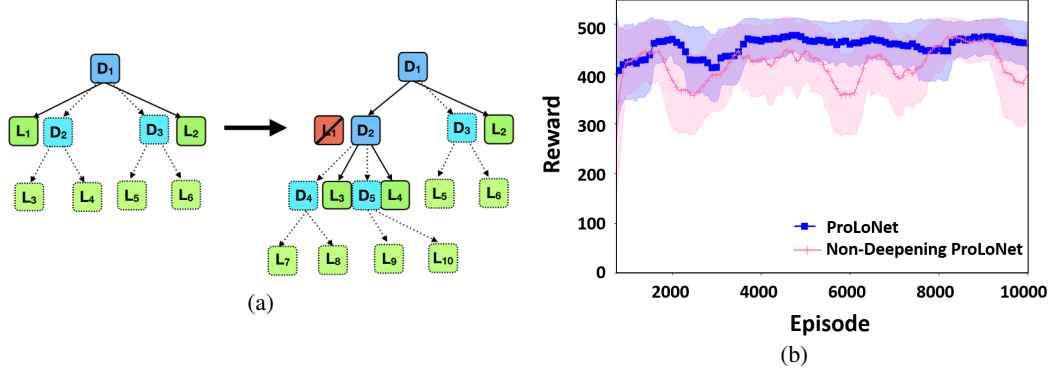 D1
L1 D2 D3 L2
L3 L4 L5 L6
D1
L1 D2 D3 L2
D4 L3 D5 L4 L5 L6
L7 L8 L9 L10
(a)
500
400
300
200
100
0
Reward
ProLoNet
Non-Deepening ProLoNet
2000 4000 6000 8000 10000
Episode
(b)